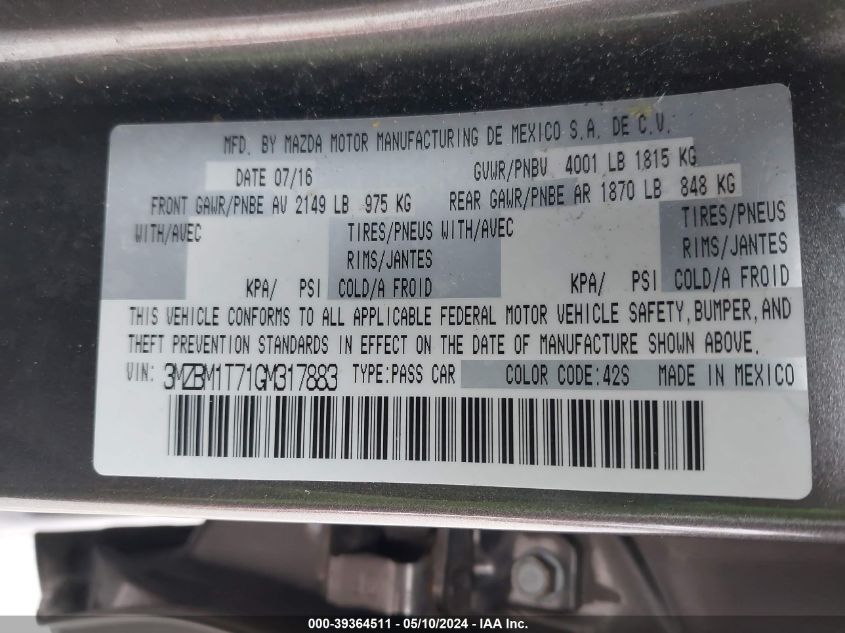 MFD. BY MAZDA MOTOR MANUFACTURING DE MEXICO S.A. DE C.V.
DATE 07/16 GVWR/PNBV 4001 LB 1815 KG
FRONT GAWR/PNBE AV 2149 LB 975 KG REAR GAWR/PNBE AR 1870 LB 848 KG
WITH/AVEC TIRES/PNEUS WITH/AVEC TIRES/PNEUS
RIMS/JANTES RIMS/JANTES
KPA/ PSI COLD/A FROID KPA/ PSI COLD/A FROID
THIS VEHICLE CONFORMS TO ALL APPLICABLE FEDERAL MOTOR VEHICLE SAFETY, BUMPER, AND
THEFT PREVENTION STANDARDS IN EFFECT ON THE DATE OF MANUFACTURE SHOWN ABOVE.
VIN: 3MZBM1T71GM317883 TYPE:PASS CAR COLOR CODE:42S MADE IN MEXICO
000-39364511 - 05/10/2024 - IAA Inc.